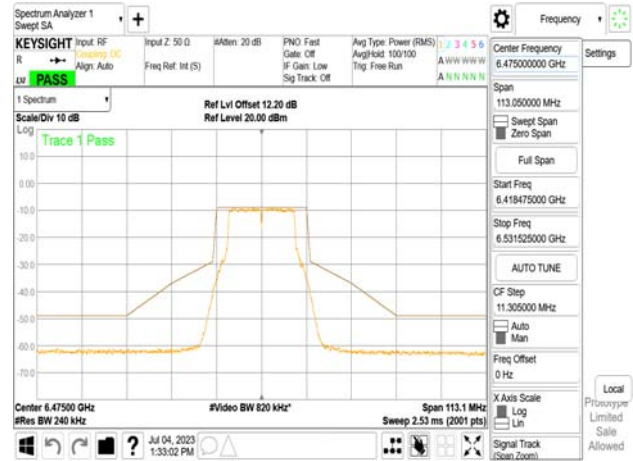 Spectrum Analyzer 1
Swept SA
+
Frequency
KEYSIGHT
R
LV PASS
Input: RF
Coupling: DC
Align: Auto
Input Z: 50 Ω
Freq Ref: Int (S)
#Atten: 20 dB
PNO: Fast
Gate: Off
IF Gain: Low
Sig Track: Off
Avg Type: Power (RMS)
Avg|Hold: 100/100
Trig: Free Run
1 2 3 4 5 6
A W W W W W
A N N N N N
1 Spectrum
Scale/Div 10 dB
Ref Lvl Offset 12.20 dB
Ref Level 20.00 dBm
Log
Trace 1 Pass
10.0
0.00
-10.0
-20.0
-30.0
-40.0
-50.0
-60.0
-70.0
Center 6.47500 GHz
#Res BW 240 kHz
#Video BW 820 kHz*
Span 113.1 MHz
Sweep 2.53 ms (2001 pts)
Jul 04, 2023
1:33:02 PM
Center Frequency
6.475000000 GHz
Settings
Span
113.050000 MHz
Swept Span
Zero Span
Full Span
Start Freq
6.418475000 GHz
Stop Freq
6.531525000 GHz
AUTO TUNE
CF Step
11.305000 MHz
Auto
Man
Freq Offset
0 Hz
X Axis Scale
Log
Lin
Signal Track
(Span Zoom)
Local
Prototype
Limited
Sale
Allowed